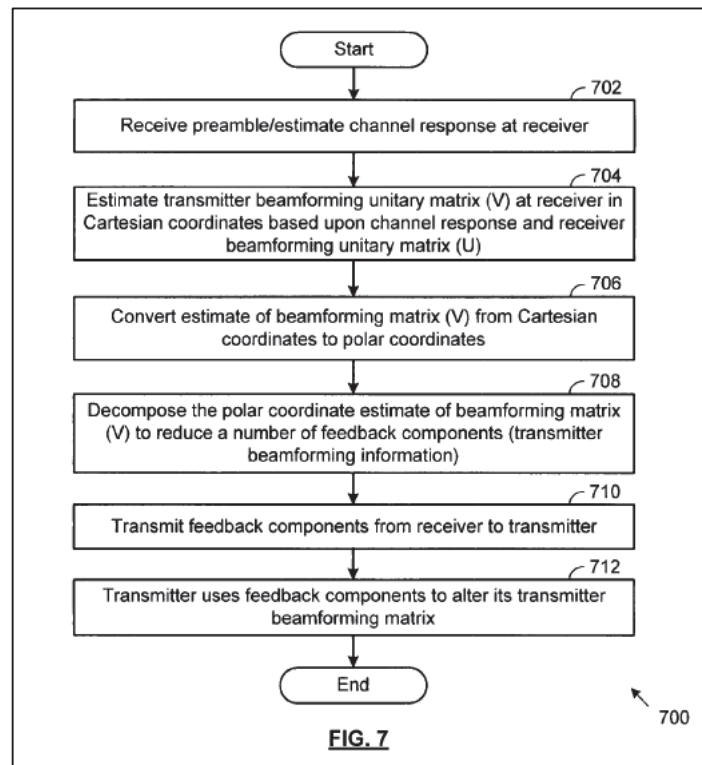 Start
702
Receive preamble/estimate channel response at receiver
704
Estimate transmitter beamforming unitary matrix (V) at receiver in
Cartesian coordinates based upon channel response and receiver
beamforming unitary matrix (U)
706
Convert estimate of beamforming matrix (V) from Cartesian
coordinates to polar coordinates
708
Decompose the polar coordinate estimate of beamforming matrix
(V) to reduce a number of feedback components (transmitter
beamforming information)
710
Transmit feedback components from receiver to transmitter
712
Transmitter uses feedback components to alter its transmitter
beamforming matrix
End
700
FIG. 7